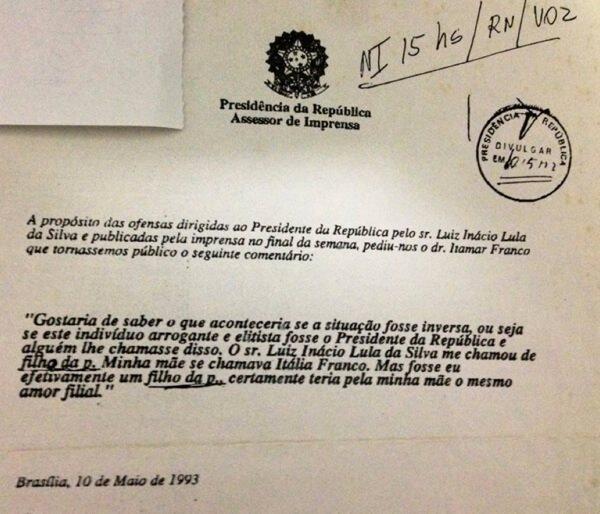 NI 15 hs / RN / VOZ
Presidência da República
Assessor de Imprensa
PRESIDÊNCIA DA REPÚBLICA
DIVULGAR
EM
A propósito das ofensas dirigidas ao Presidente da República pelo sr. Luiz Inácio Lula
da Silva e publicadas pela imprensa no final da semana, pediu-nos o dr. Itamar Franco
que tornassemos público o seguinte comentário:
"Gostaria de saber o que aconteceria se a situação fosse inversa, ou seja
se este indivíduo arrogante e elitista fosse o Presidente da República e
alguém lhe chamasse disso. O sr. Luiz Inácio Lula da Silva me chamou de
filho da p. Minha mãe se chamava Itália Franco. Mas fosse eu
efetivamente um filho da p., certamente teria pela minha mãe o mesmo
amor filial."
Brasília, 10 de Maio de 1993